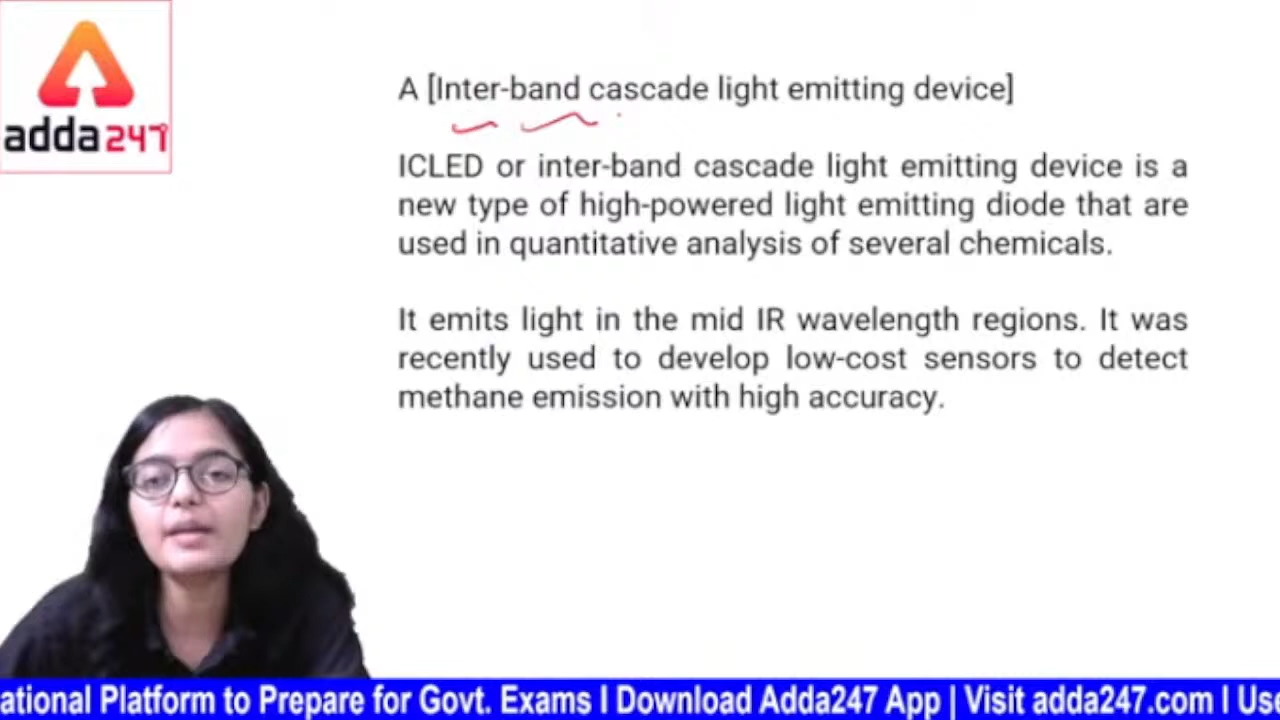 adda247
A [Inter-band cascade light emitting device]
ICLED or inter-band cascade light emitting device is a
new type of high-powered light emitting diode that are
used in quantitative analysis of several chemicals.
It emits light in the mid IR wavelength regions. It was
recently used to develop low-cost sensors to detect
methane emission with high accuracy.
ational Platform to Prepare for Govt. Exams I Download Adda247 App | Visit adda247.com I Use